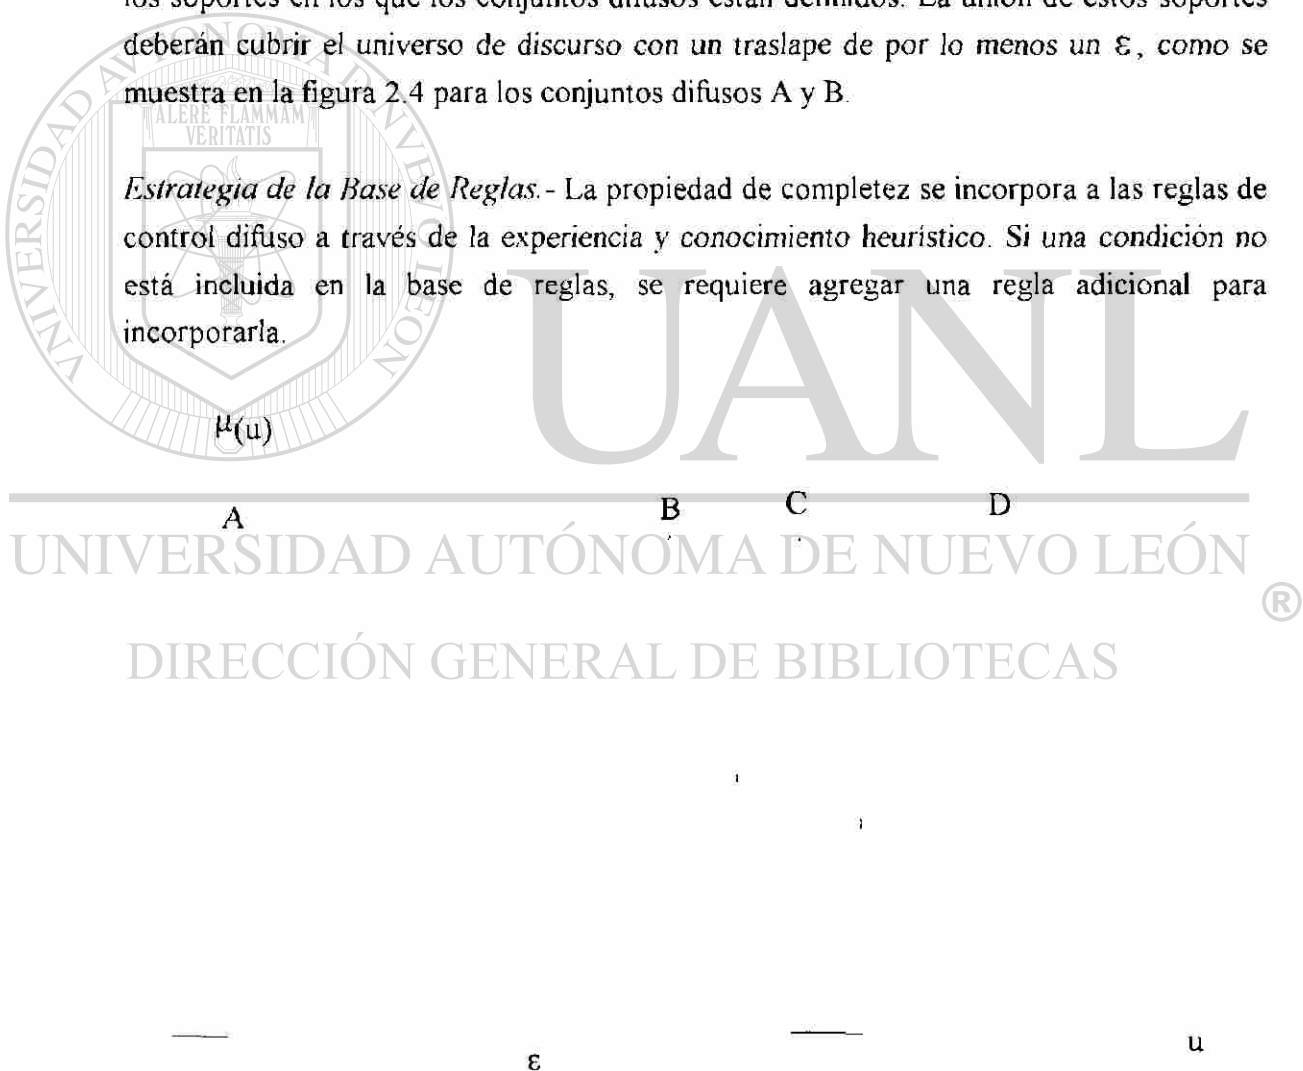 los soportes en los que los conjuntos difusos están definidos. La unión de estos soportes
deberán cubrir el universo de discurso con un traslape de por lo menos un ε, como se
muestra en la figura 2.4 para los conjuntos difusos A y B.
Estrategia de la Base de Reglas.- La propiedad de completez se incorpora a las reglas de
control difuso a través de la experiencia y conocimiento heurístico. Si una condición no
está incluida en la base de reglas, se requiere agregar una regla adicional para
incorporarla.
μ(u)
A B C D
ε
u
UNIVERSIDAD AUTONOMA DE NUEVO LEON
ALERE FLAMMAM
VERITATIS
UANL
UNIVERSIDAD AUTÓNOMA DE NUEVO LEÓN
®
DIRECCIÓN GENERAL DE BIBLIOTECAS